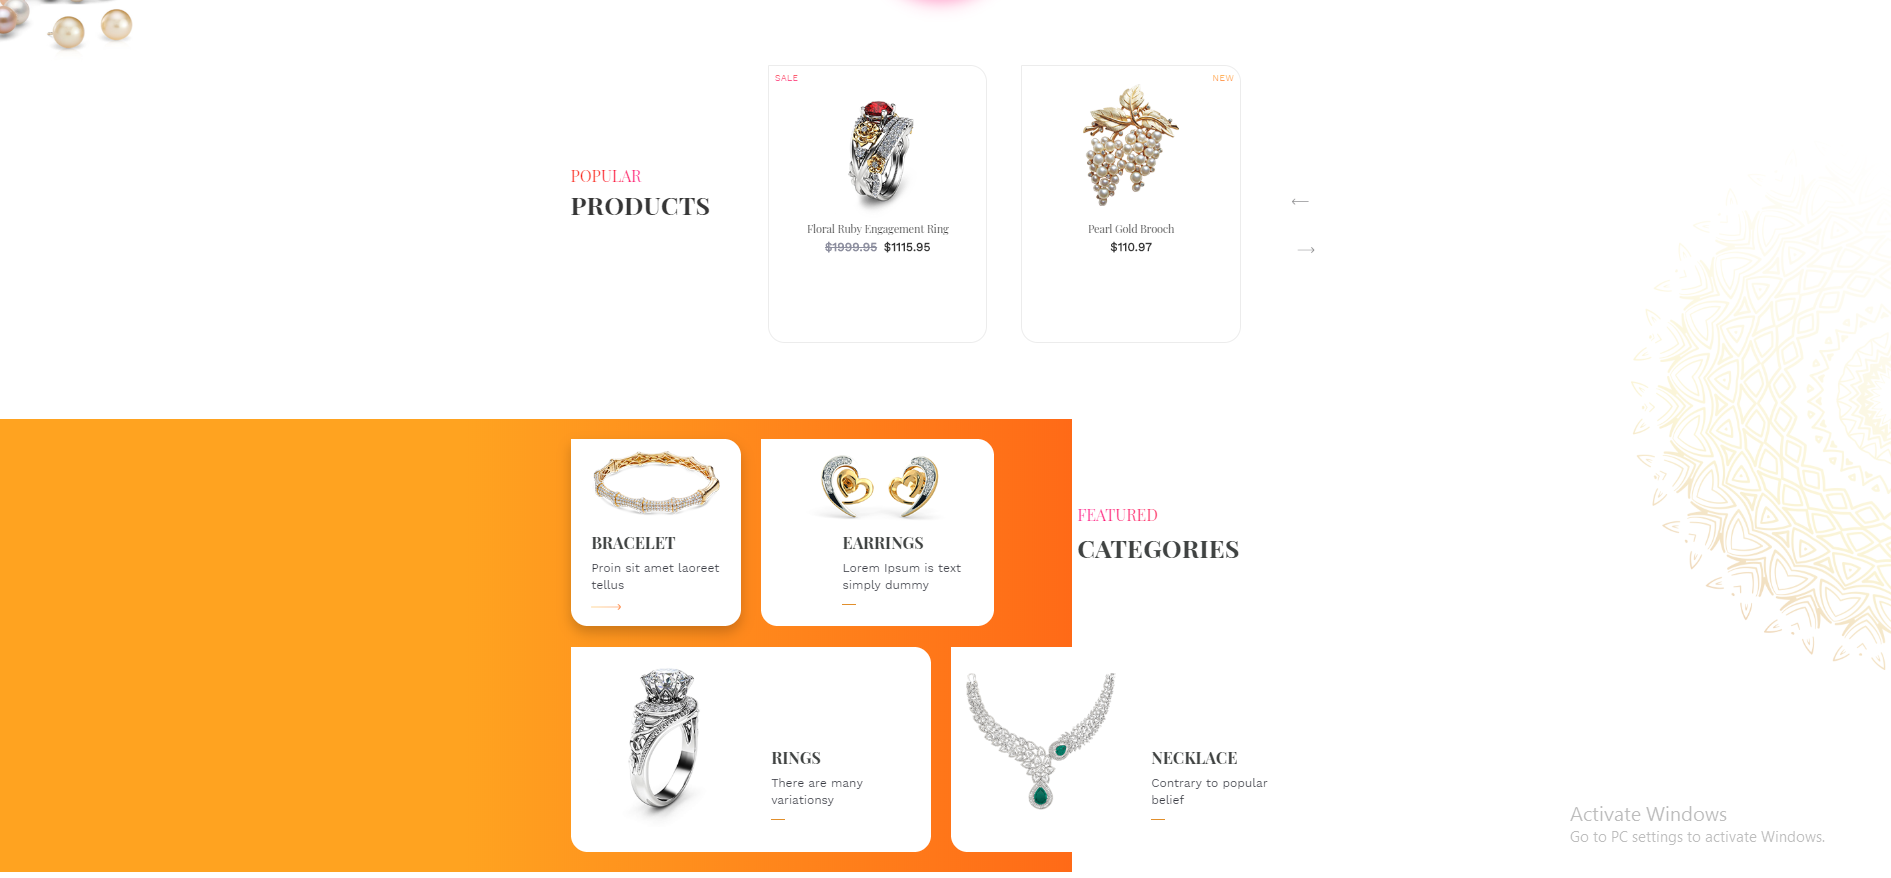 POPULAR
PRODUCTS
SALE
Floral Ruby Engagement Ring
$1999.95 $1115.95
NEW
Pearl Gold Brooch
$110.97
BRACELET
Proin sit amet laoreet
tellus
EARRINGS
Lorem Ipsum is text
simply dummy
FEATURED
CATEGORIES
RINGS
There are many
variationsy
NECKLACE
Contrary to popular
belief
Activate Windows
Go to PC settings to activate Windows.